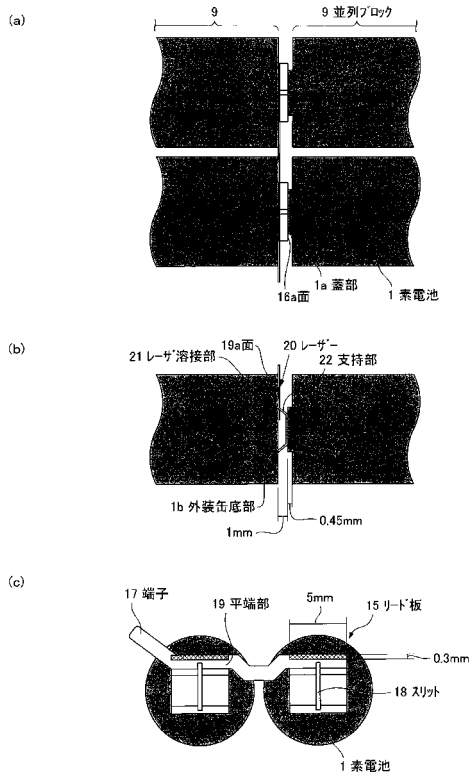 (a)
9
9 並列ブロック
16a面
1a 蓋部
1 素電池
(b)
19a面
20 レーザー
21 レーザ溶接部
22 支持部
1b 外装缶底部
0.45mm
1mm
(c)
17 端子
19 平端部
5mm
15 リード板
0.3mm
18 スリット
1 素電池